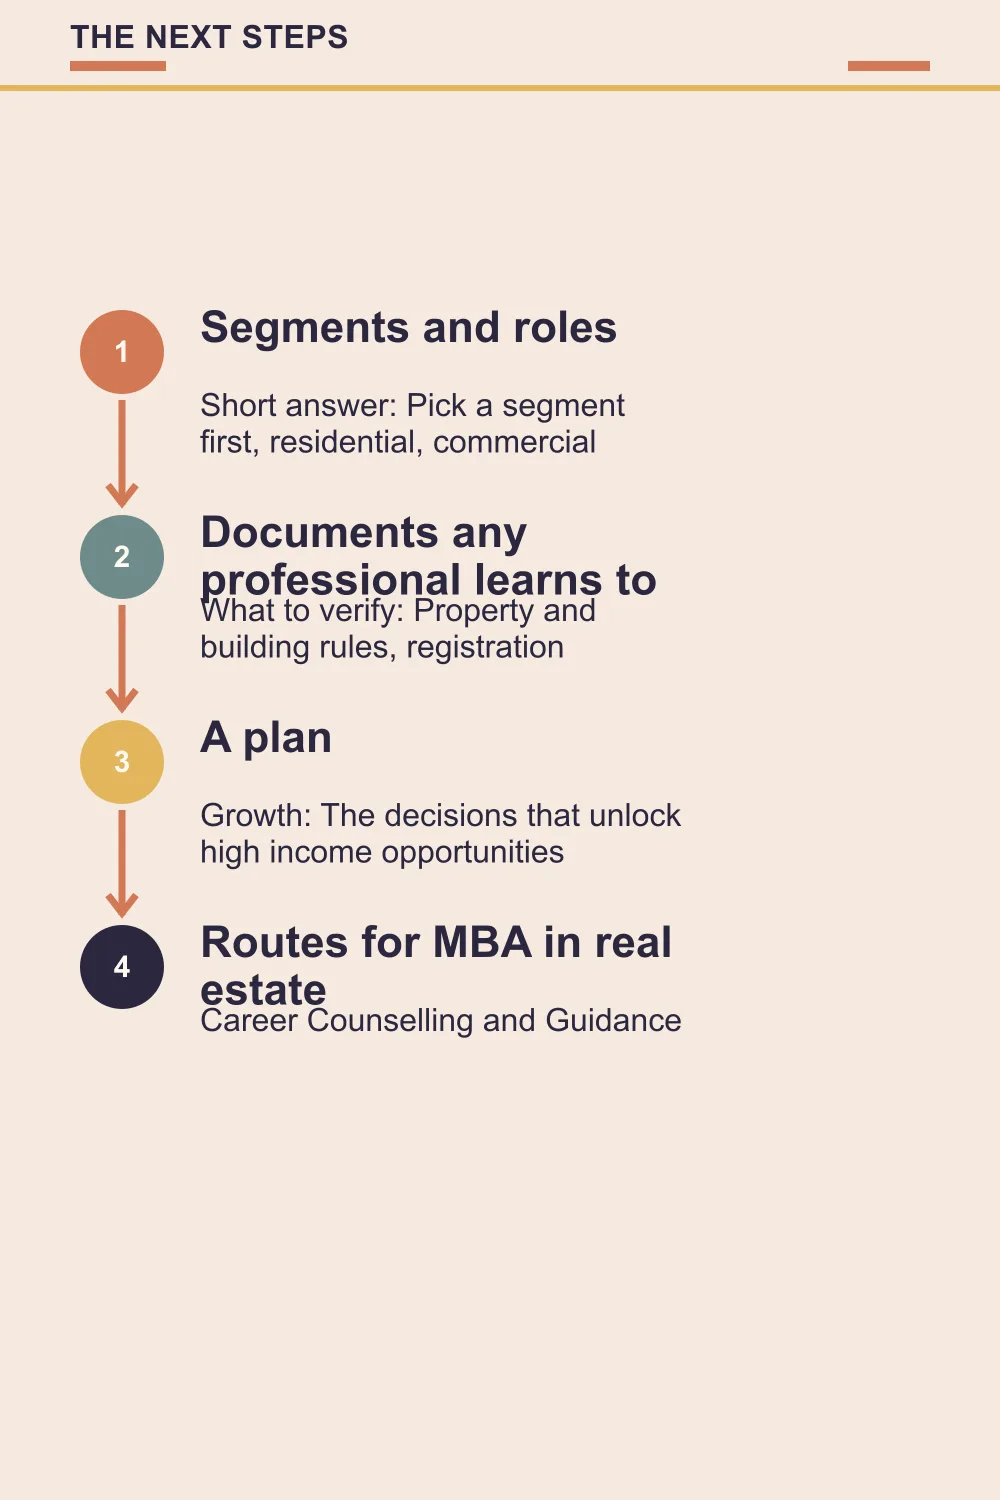 THE NEXT STEPS
1
Segments and roles
Short answer: Pick a segment
first, residential, commercial
2
Documents any
professional learns to
What to verify: Property and
building rules, registration
3
A plan
Growth: The decisions that unlock
high income opportunities
4
Routes for MBA in real
estate
Career Counselling and Guidance